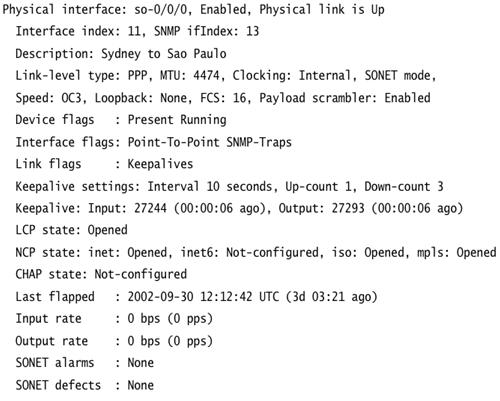 Physical interface: so-0/0/0, Enabled, Physical link is Up
Interface index: 11, SNMP ifIndex: 13
Description: Sydney to Sao Paulo
Link-level type: PPP, MTU: 4474, Clocking: Internal, SONET mode,
Speed: OC3, Loopback: None, FCS: 16, Payload scrambler: Enabled
Device flags   : Present Running
Interface flags: Point-To-Point SNMP-Traps
Link flags     : Keepalives
Keepalive settings: Interval 10 seconds, Up-count 1, Down-count 3
Keepalive: Input: 27244 (00:00:06 ago), Output: 27293 (00:00:06 ago)
LCP state: Opened
NCP state: inet: Opened, inet6: Not-configured, iso: Opened, mpls: Opened
CHAP state: Not-configured
Last flapped   : 2002-09-30 12:12:42 UTC (3d 03:21 ago)
Input rate     : 0 bps (0 pps)
Output rate    : 0 bps (0 pps)
SONET alarms   : None
SONET defects  : None